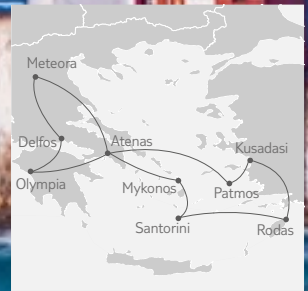 Meteora
Delfos
Atenas
Kusadasi
Olympia
Mykonos
Patmos
Santorini
Rodas